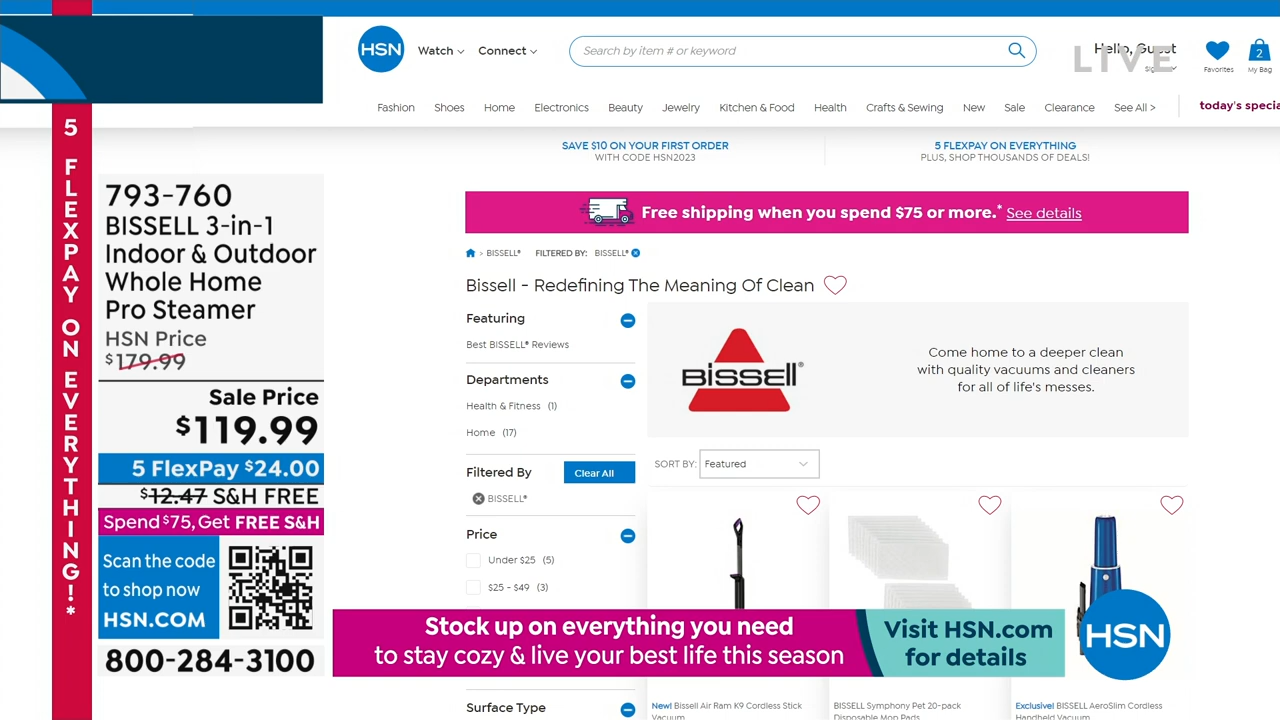 HSN
Watch
Connect
Search by item # or keyword
Hello, Guest
LIVE
Favorites
2
My Bag
Fashion
Shoes
Home
Electronics
Beauty
Jewelry
Kitchen & Food
Health
Crafts & Sewing
New
Sale
Clearance
See All >
today's specia
SAVE $10 ON YOUR FIRST ORDER
WITH CODE HSN2023
5 FLEXPAY ON EVERYTHING
PLUS, SHOP THOUSANDS OF DEALS!
5 FLEXPAY ON EVERYTHING!*
793-760
BISSELL 3-in-1
Indoor & Outdoor
Whole Home
Pro Steamer
HSN Price
$179.99
Sale Price
$119.99
5 FlexPay $24.00
$12.47 S&H FREE
Spend $75, Get FREE S&H
Scan the code
to shop now
HSN.COM
800-284-3100
Free shipping when you spend $75 or more.* See details
> BISSELL® FILTERED BY: BISSELL®
Bissell - Redefining The Meaning Of Clean
Featuring
Best BISSELL® Reviews
Departments
Health & Fitness (1)
Home (17)
Filtered By
Clear All
BISSELL®
Price
Under $25 (5)
$25 - $49 (3)
Surface Type
BISSELL®
Come home to a deeper clean
with quality vacuums and cleaners
for all of life's messes.
SORT BY: Featured
Stock up on everything you need
to stay cozy & live your best life this season
Visit HSN.com
for details
HSN
New! Bissell Air Ram K9 Cordless Stick
Vacuum
BISSELL Symphony Pet 20-pack
Disposable Mop Pads
Exclusive! BISSELL AeroSlim Cordless
Handheld Vacuum